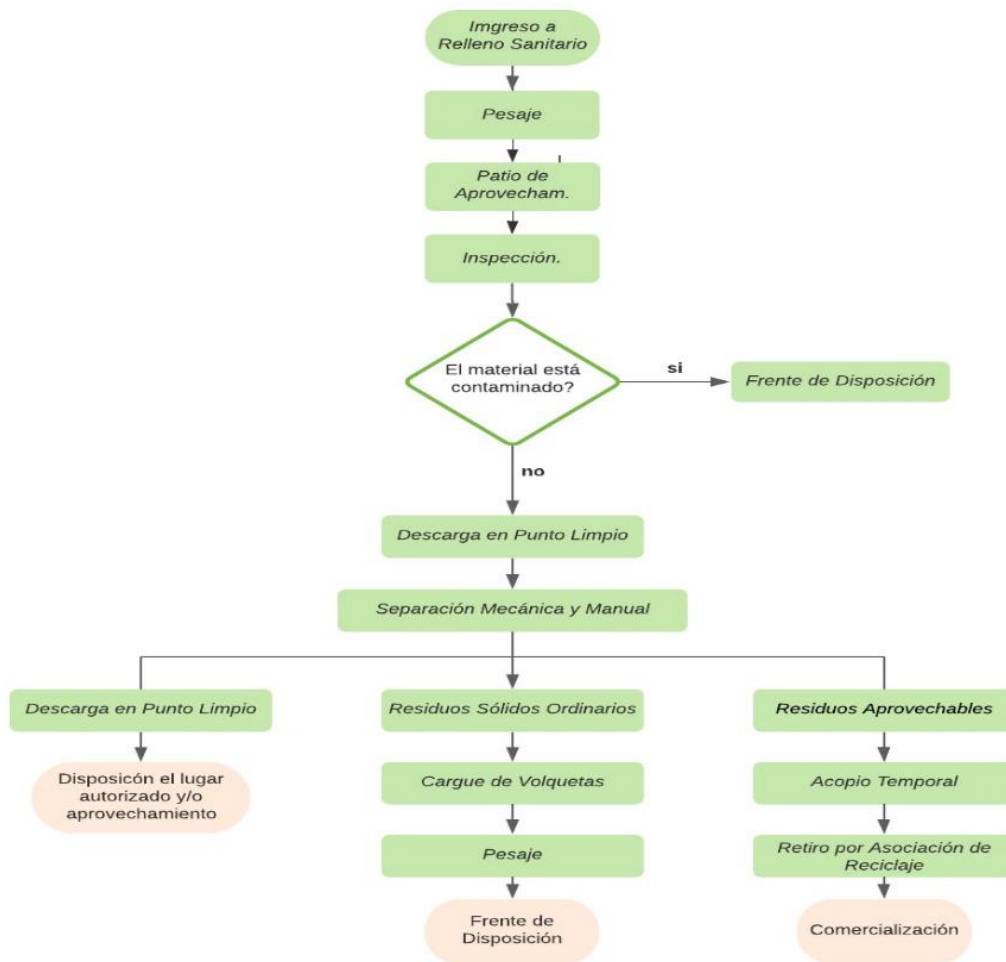 Imgreso a
Relleno Sanitario
Pesaje
Patio de
Aprovecham.
Inspección.
El material está
contaminado?
si
Frente de Disposición
no
Descarga en Punto Limpio
Separación Mecánica y Manual
Descarga en Punto Limpio
Residuos Sólidos Ordinarios
Residuos Aprovechables
Disposicón el lugar
autorizado y/o
aprovechamiento
Cargue de Volquetas
Acopio Temporal
Pesaje
Retiro por Asociación de
Reciclaje
Frente de
Disposición
Comercialización